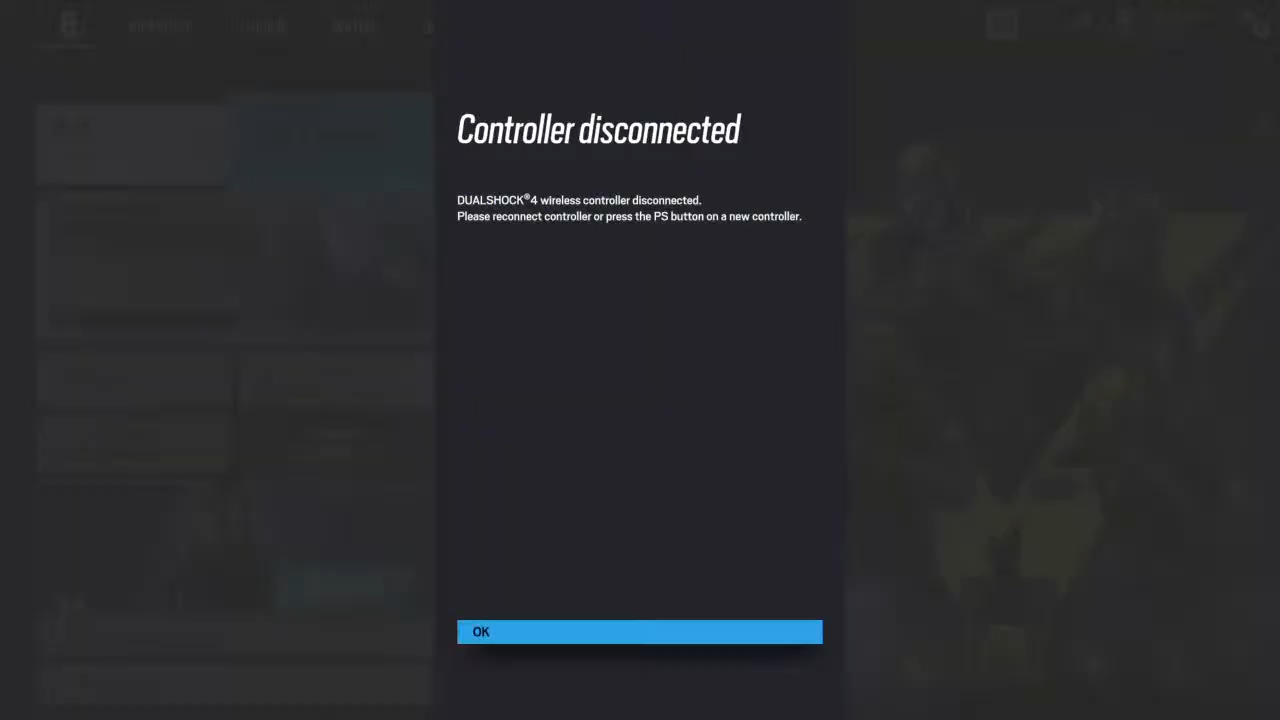 Controller disconnected
DUALSHOCK®4 wireless controller disconnected.
Please reconnect controller or press the PS button on a new controller.
OK